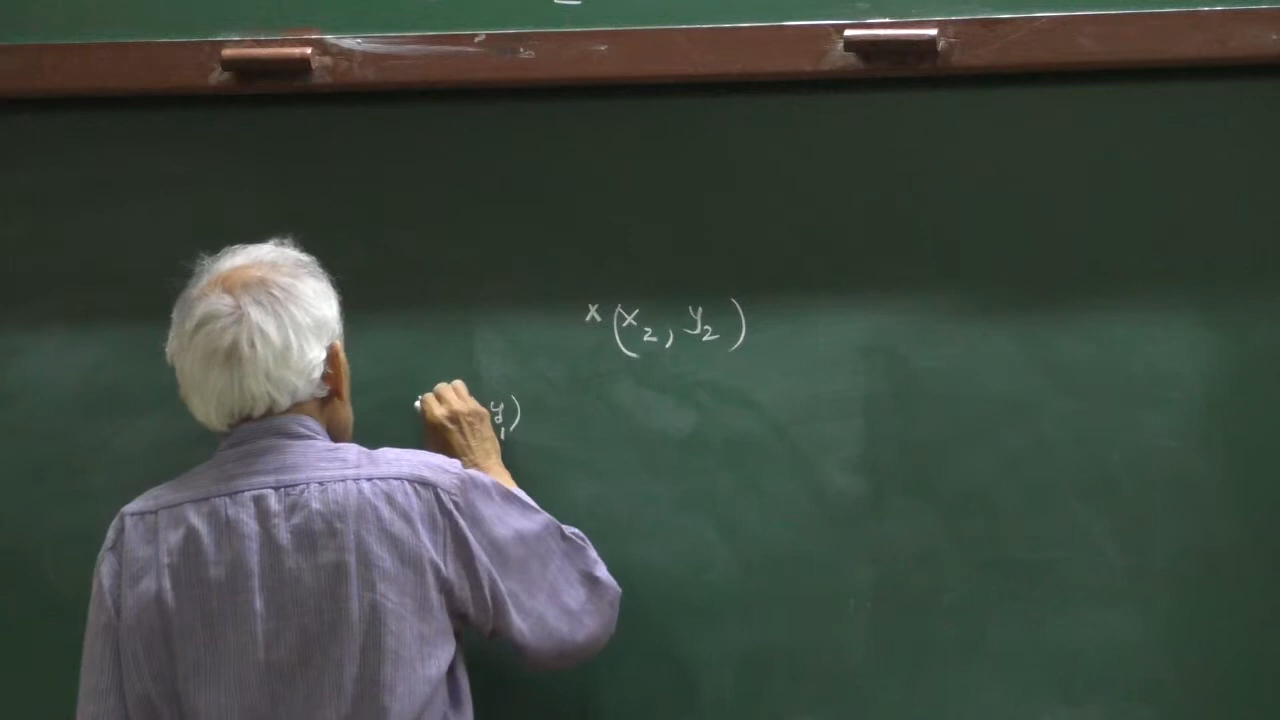 × (x₂, y₂)
y₁)